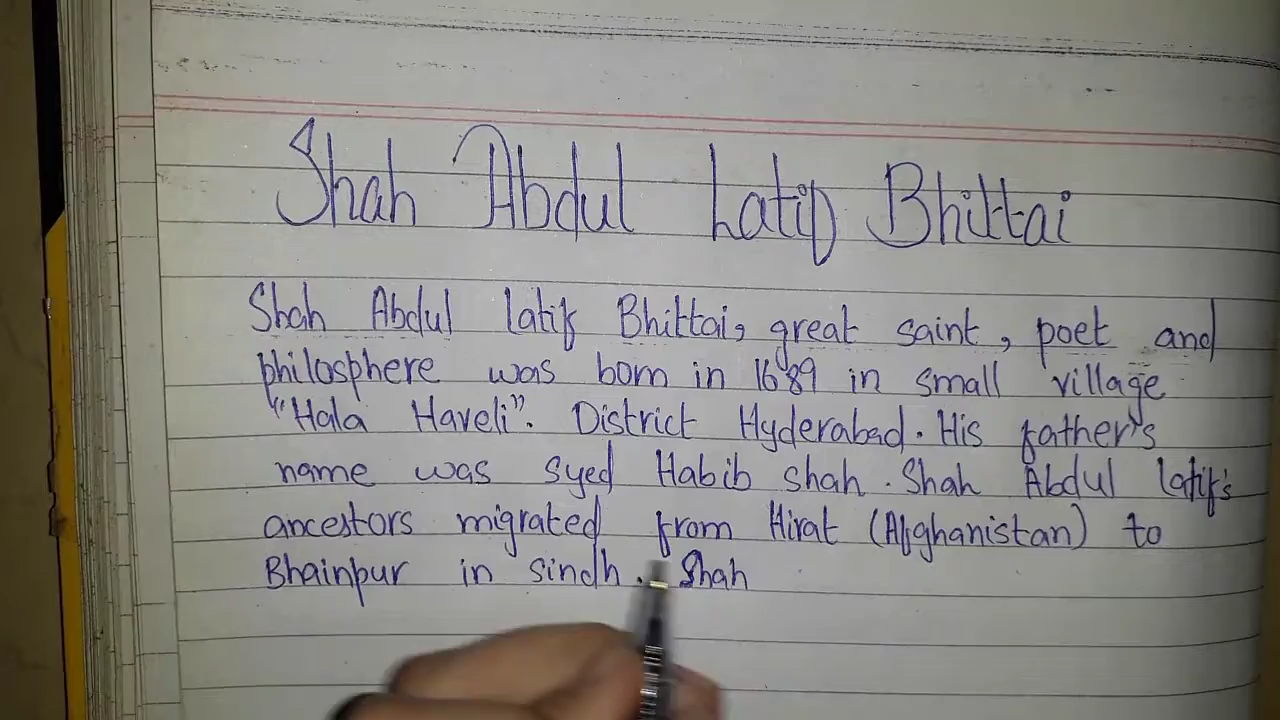 Shah Abdul Latif Bhittai
Shah Abdul latif Bhittai, great saint, poet and
philosphere was born in 1689 in small village
"Hala Haveli". District Hyderabad. His father's
name was syed Habib shah. Shah Abdul latif's
ancestors migrated from Hirat (Afghanistan) to
Bhainpur in sindh. Shah